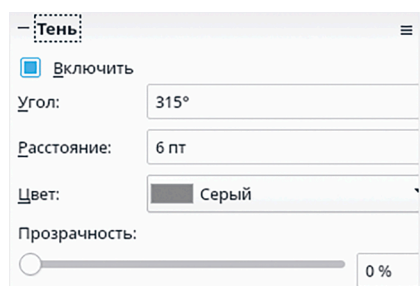 Тень
Включить
Угол: 315°
Расстояние: 6 пт
Цвет: Серый
Прозрачность:
0 %